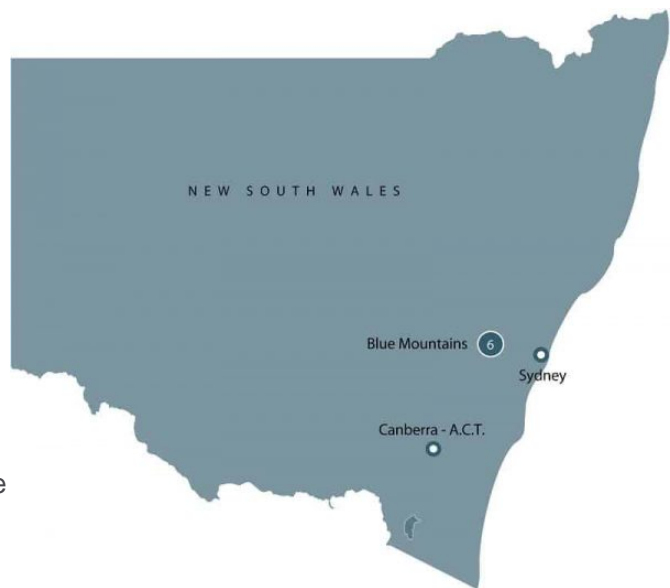 NEW SOUTH WALES
Blue Mountains 6
Sydney
Canberra - A.C.T.
e